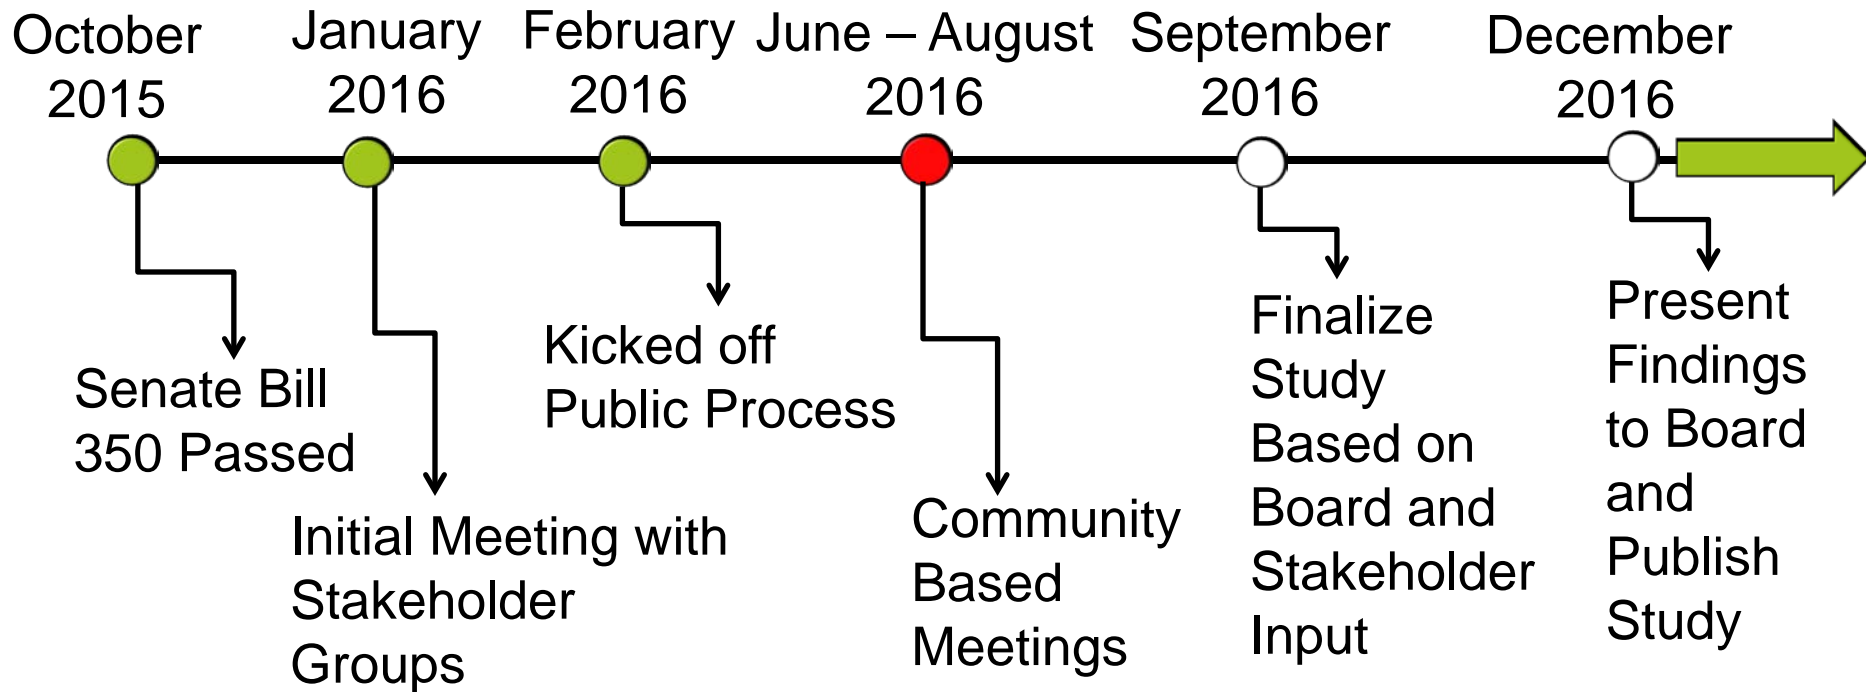 October
2015
January
2016
February
2016
June – August
2016
September
2016
December
2016
Senate Bill
350 Passed
Initial Meeting with
Stakeholder
Groups
Kicked off
Public Process
Community
Based
Meetings
Finalize
Study
Based on
Board and
Stakeholder
Input
Present
Findings
to Board
and
Publish
Study